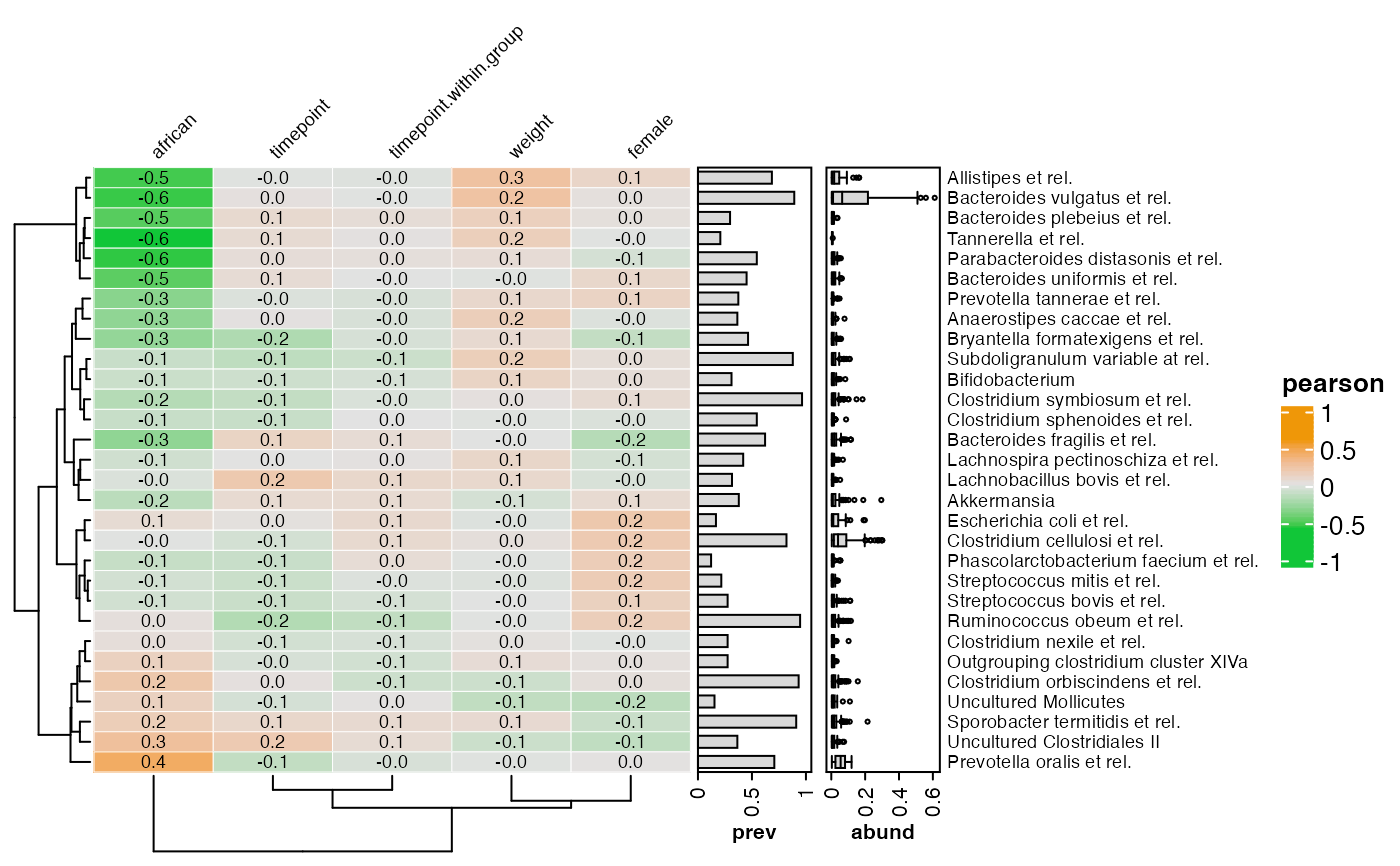 african timepoint timepoint.within.group weight female
-0.5 -0.0 -0.0 0.3 0.1 Allistipes et rel.
-0.6 0.0 -0.0 0.2 0.0 Bacteroides vulgatus et rel.
-0.5 0.1 0.0 0.1 0.0 Bacteroides plebeius et rel.
-0.6 0.1 0.0 0.2 -0.0 Tannerella et rel.
-0.6 0.0 0.0 0.1 -0.1 Parabacteroides distasonis et rel.
-0.5 0.1 -0.0 -0.0 0.1 Bacteroides uniformis et rel.
-0.3 -0.0 -0.0 0.1 0.1 Prevotella tannerae et rel.
-0.3 0.0 -0.0 0.2 -0.0 Anaerostipes caccae et rel.
-0.3 -0.2 -0.0 0.1 -0.1 Bryantella formatexigens et rel.
-0.1 -0.1 -0.1 0.2 0.0 Subdoligranulum variable at rel.
-0.1 -0.1 -0.1 0.1 0.0 Bifidobacterium
-0.2 -0.1 -0.0 0.0 0.1 Clostridium symbiosum et rel.
-0.1 -0.1 0.0 -0.0 -0.0 Clostridium sphenoides et rel.
-0.3 0.1 0.1 -0.0 -0.2 Bacteroides fragilis et rel.
-0.1 0.0 0.0 0.1 -0.1 Lachnospira pectinoschiza et rel.
-0.0 0.2 0.1 0.1 -0.0 Lachnobacillus bovis et rel.
-0.2 0.1 0.1 -0.1 0.1 Akkermansia
0.1 0.0 0.1 -0.0 0.2 Escherichia coli et rel.
-0.0 -0.1 0.1 0.0 0.2 Clostridium cellulosi et rel.
-0.1 -0.1 0.0 -0.0 0.2 Phascolarctobacterium faecium et rel.
-0.1 -0.1 -0.0 -0.0 0.2 Streptococcus mitis et rel.
-0.1 -0.1 -0.1 -0.0 0.1 Streptococcus bovis et rel.
0.0 -0.2 -0.1 -0.0 0.2 Ruminococcus obeum et rel.
0.0 -0.1 -0.1 0.0 -0.0 Clostridium nexile et rel.
0.1 -0.0 -0.1 0.1 0.0 Outgrouping clostridium cluster XIVa
0.2 0.0 -0.1 -0.1 0.0 Clostridium orbiscindens et rel.
0.1 -0.1 0.0 -0.1 -0.2 Uncultured Mollicutes
0.2 0.1 0.1 0.1 -0.1 Sporobacter termitidis et rel.
0.3 0.2 0.1 -0.1 -0.1 Uncultured Clostridiales II
0.4 -0.1 -0.0 -0.0 0.0 Prevotella oralis et rel.
0 0.5 1
prev
0 0.2 0.4 0.6
abund
pearson
1
0.5
0
-0.5
-1